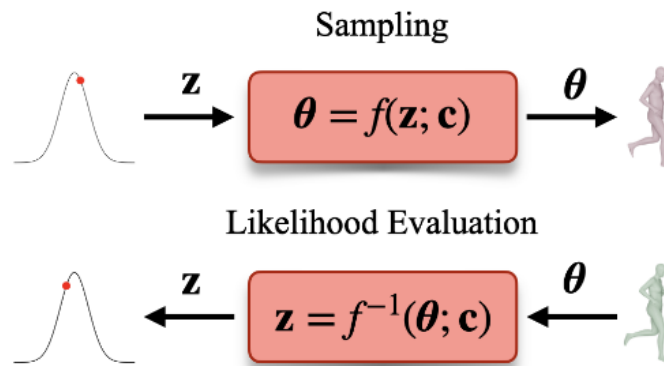 Sampling
z θ = f(z; c) θ
Likelihood Evaluation
z z = f⁻¹(θ; c) θ